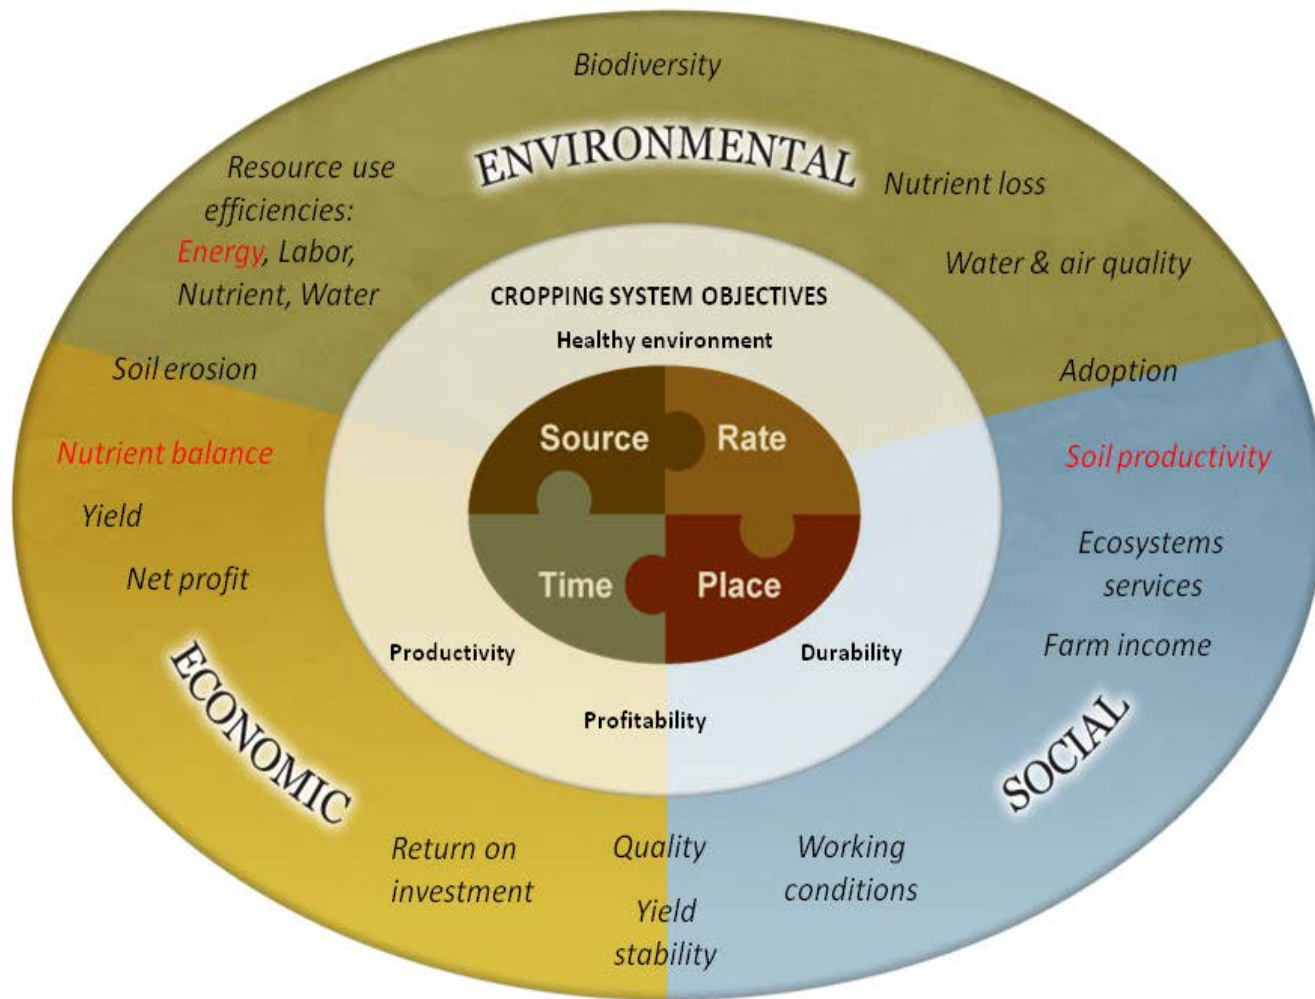 Biodiversity
ENVIRONMENTAL
Resource use
efficiencies:
Energy, Labor,
Nutrient, Water
Nutrient loss
Water & air quality
CROPPING SYSTEM OBJECTIVES
Healthy environment
Soil erosion
Adoption
Source
Rate
Nutrient balance
Soil productivity
Yield
Ecosystems
services
Net profit
Time
Place
Productivity
Durability
Farm income
Profitability
ECONOMIC
SOCIAL
Return on
investment
Quality
Working
conditions
Yield
stability